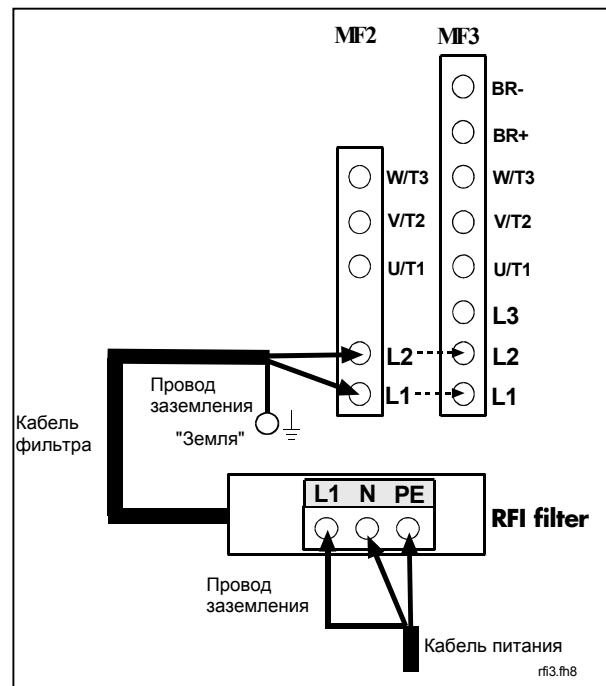 MF2 MF3
BR-
BR+
W/T3 W/T3
V/T2 V/T2
U/T1 U/T1
L3
L2 L2
L1 L1
Провод
заземления
"Земля"
Кабель
фильтра
L1 N PE
RFI filter
Провод
заземления
Кабель питания
rfi3.fh8